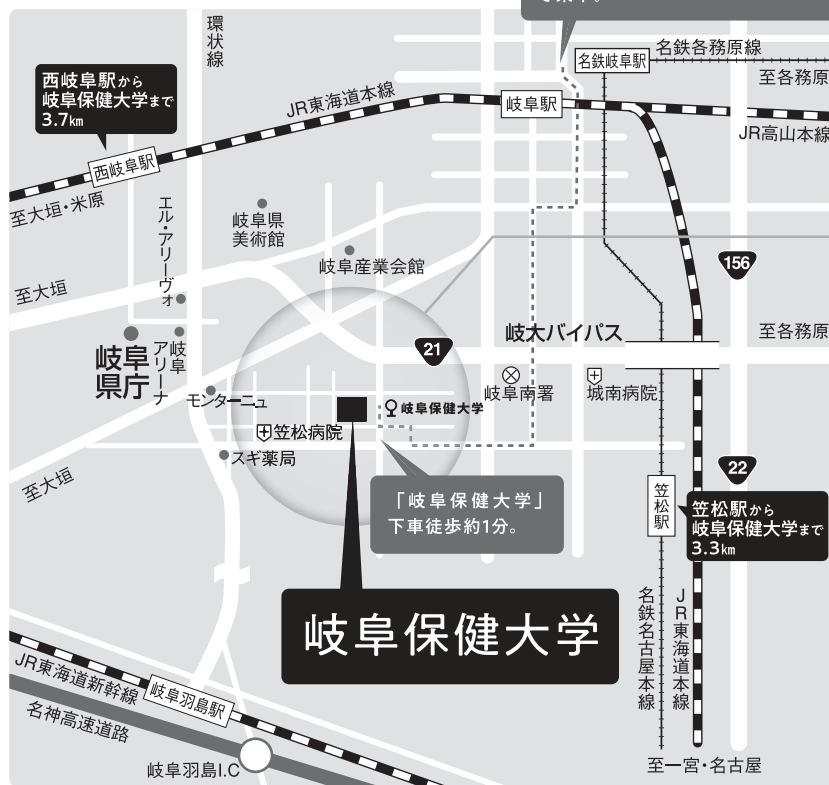 環状線
名鉄岐阜駅
名鉄各務原線
至各務原
西岐阜駅から
岐阜保健大学まで
3.7km
JR東海道本線
岐阜駅
JR高山本線
西岐阜駅
至大垣・米原
エル・アリーヴォ
岐阜県
美術館
岐阜産業会館
156
至大垣
岐大バイパス
至各務原
21
岐阜
県庁
岐阜
アリーナ
岐阜南署
城南病院
モンターニュ
岐阜保健大学
笠松病院
スギ薬局
22
至大垣
「岐阜保健大学」
下車徒歩約1分。
笠松駅
笠松駅から
岐阜保健大学まで
3.3km
岐阜保健大学
名鉄名古屋本線
JR東海道本線
JR東海道新幹線
岐阜羽島駅
名神高速道路
岐阜羽島I.C
至一宮・名古屋